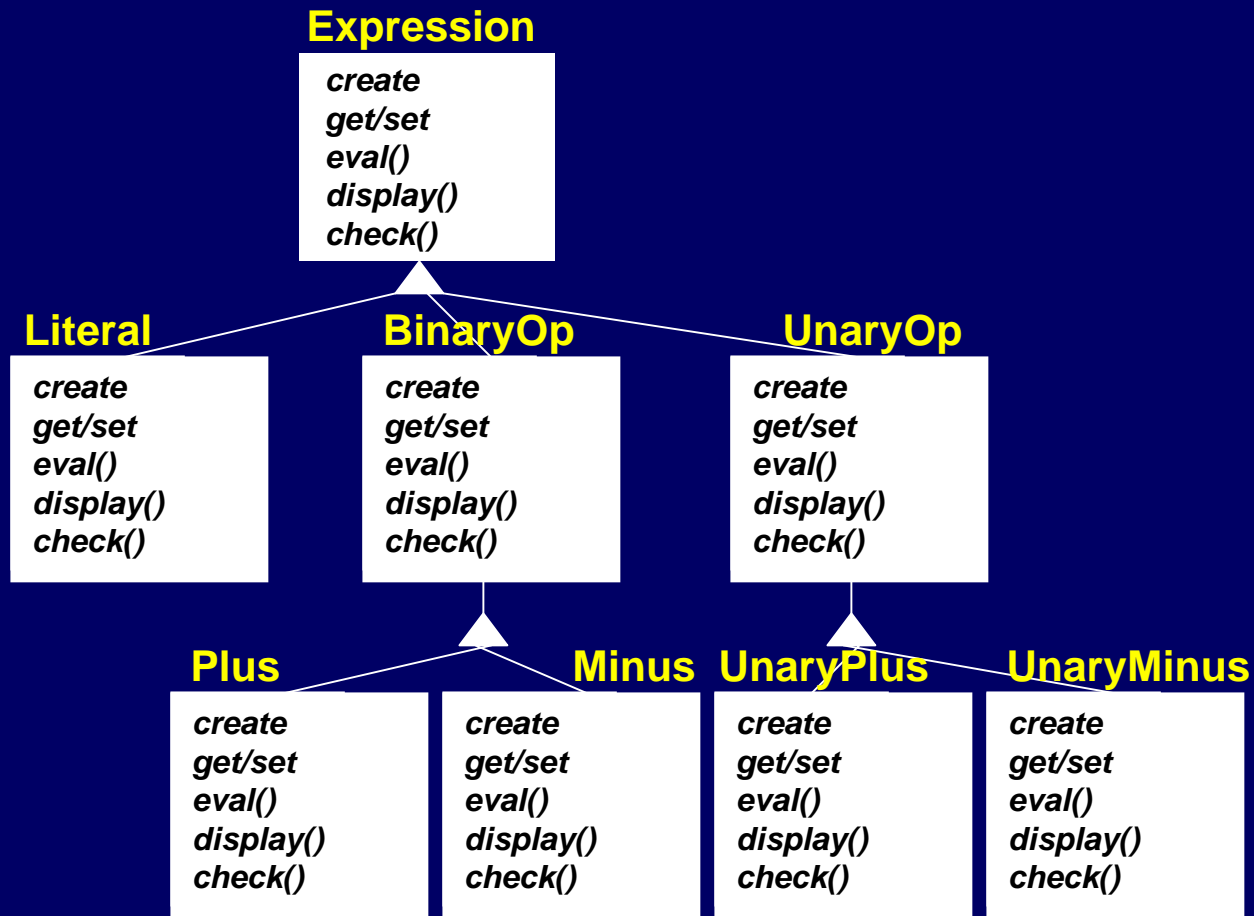 Expression
create
get/set
eval()
display()
check()
Literal
create
get/set
eval()
display()
check()
BinaryOp
create
get/set
eval()
display()
check()
UnaryOp
create
get/set
eval()
display()
check()
Plus
create
get/set
eval()
display()
check()
Minus
create
get/set
eval()
display()
check()
UnaryPlus
create
get/set
eval()
display()
check()
UnaryMinus
create
get/set
eval()
display()
check()